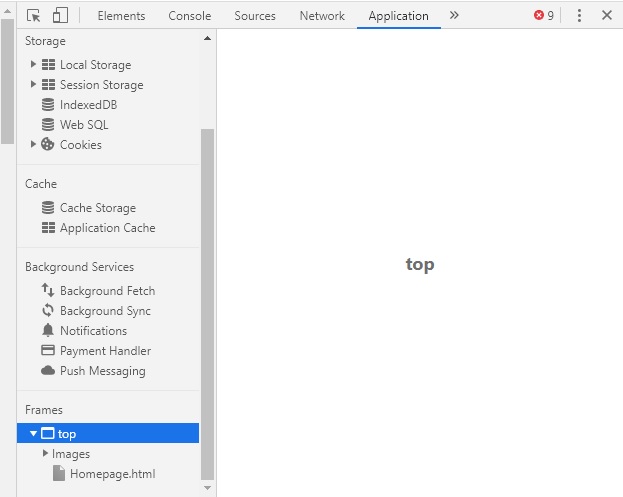 Elements Console Sources Network Application » 9
Storage
Local Storage
Session Storage
IndexedDB
Web SQL
Cookies
Cache
Cache Storage
Application Cache
Background Services
Background Fetch
Background Sync
Notifications
Payment Handler
Push Messaging
Frames
top
Images
Homepage.html
top